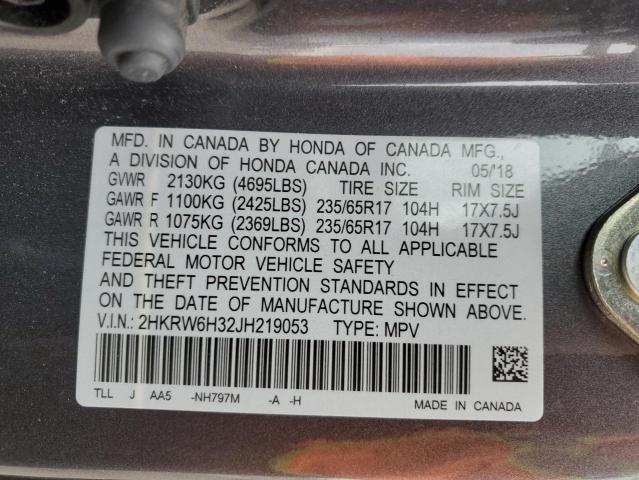 MFD. IN CANADA BY HONDA OF CANADA MFG.,
A DIVISION OF HONDA CANADA INC. 05/'18
GVWR 2130KG (4695LBS) TIRE SIZE RIM SIZE
GAWR F 1100KG (2425LBS) 235/65R17 104H 17X7.5J
GAWR R 1075KG (2369LBS) 235/65R17 104H 17X7.5J
THIS VEHICLE CONFORMS TO ALL APPLICABLE
FEDERAL MOTOR VEHICLE SAFETY
AND THEFT PREVENTION STANDARDS IN EFFECT
ON THE DATE OF MANUFACTURE SHOWN ABOVE.
V.I.N.: 2HKRW6H32JH219053 TYPE: MPV
TLL J AA5 -NH797M -A -H MADE IN CANADA